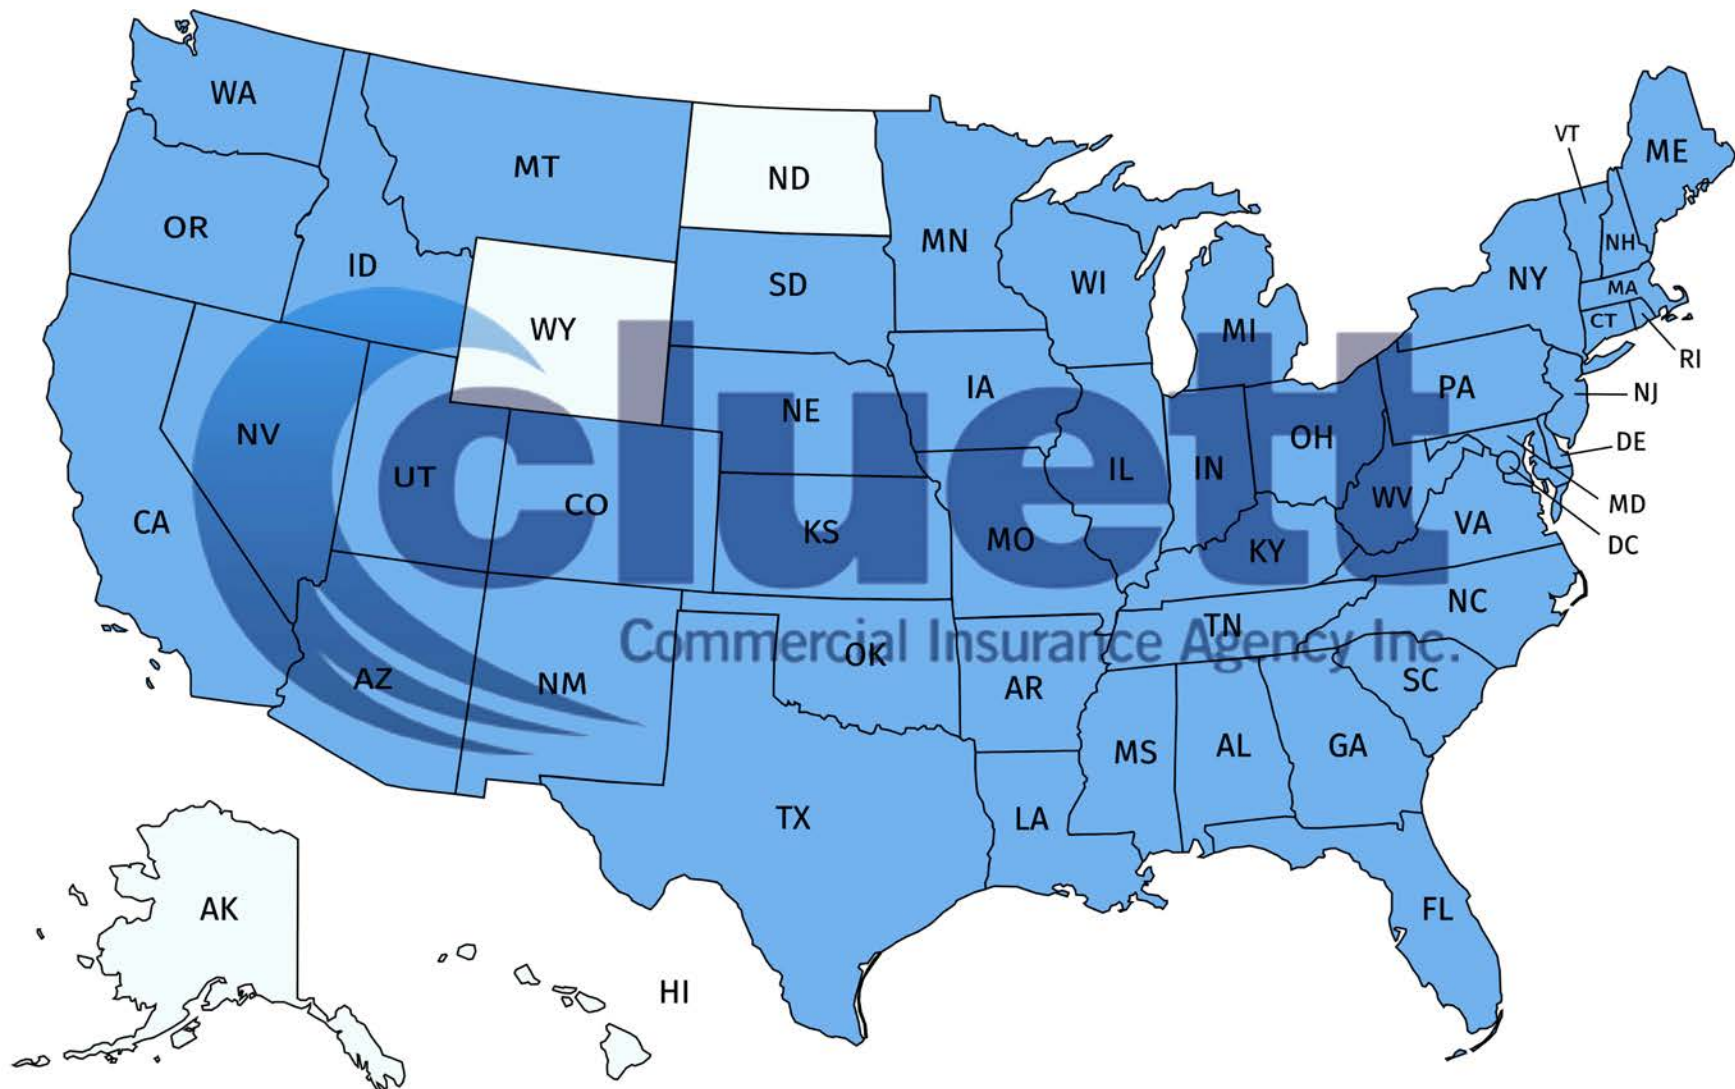 WA
MT
ND
MN
VT
ME
OR
ID
SD
WI
NH
NY
MA
WY
MI
CT
RI
IA
PA
NJ
NE
NV
OH
DE
UT
IL
IN
CO
WV
MD
CA
KS
MO
KY
VA
DC
cluett
NC
TN
Commercial Insurance Agency Inc.
OK
AZ
NM
AR
SC
MS
AL
GA
TX
LA
AK
FL
HI